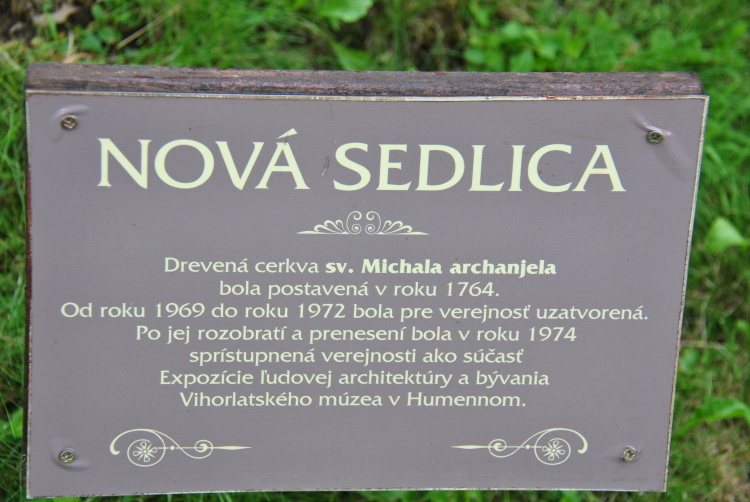 NOVÁ SEDLICA
Drevená cerkva sv. Michala archanjela
bola postavená v roku 1764.
Od roku 1969 do roku 1972 bola pre verejnosť uzatvorená.
Po jej rozobratí a prenesení bola v roku 1974
sprístupnená verejnosti ako súčasť
Expozície ľudovej architektúry a bývania
Vihorlatského múzea v Humennom.